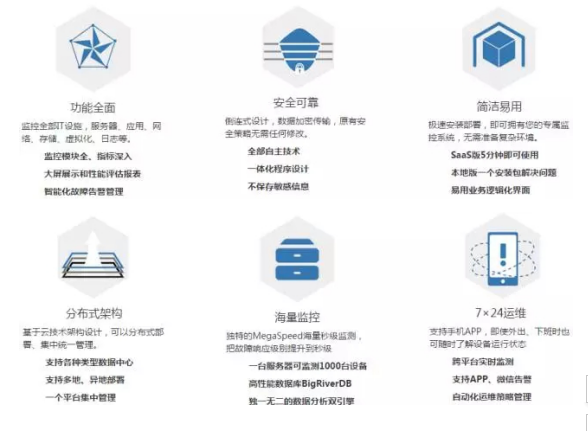 功能全面
监控全部IT设施，服务器、应用、网
络、存储、虚拟化、日志等。
监控模块全、指标深入
大屏展示和性能评估报表
智能化故障告警管理
安全可靠
倒连式设计，数据加密传输，原有安
全策略无需任何修改。
全部自主技术
一体化程序设计
不保存敏感信息
简洁易用
极速安装部署，即可拥有您的专属监
控系统，无需准备复杂环境。
SaaS版5分钟即可使用
本地版一个安装包解决问题
易用业务逻辑化界面
分布式架构
基于云技术架构设计，可以分布式部
署、集中统一管理。
支持各种类型数据中心
支持多地、异地部署
一个平台集中管理
海量监控
独特的MegaSpeed海量秒级监测，
把故障响应级别提升到秒级
一台服务器可监测1000台设备
高性能数据库BigRiverDB
独一无二的数据分析双引擎
7×24运维
支持手机APP，即使外出、下班时也
可随时了解设备运行状态
跨平台实时监测
支持APP、微信告警
自动化运维策略管理